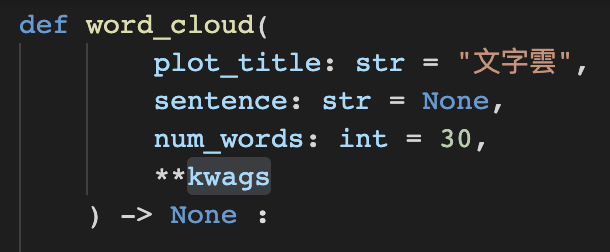 def word_cloud(
plot_title: str = "文字雲",
sentence: str = None,
num_words: int = 30,
**kwags
) -> None :